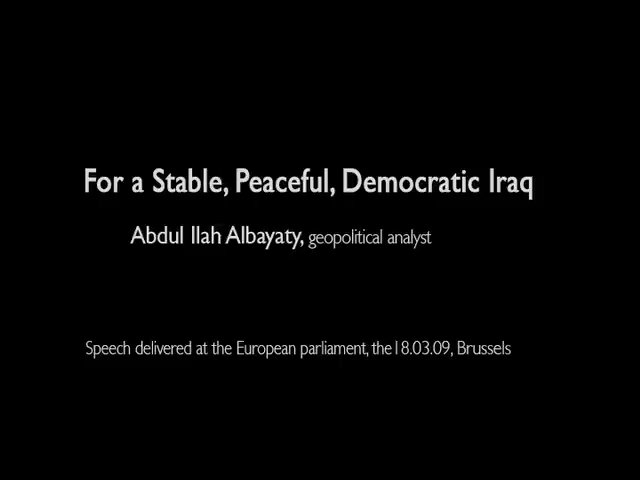 For a Stable, Peaceful, Democratic Iraq
Abdul Ilah Albayaty, geopolitical analyst
Speech delivered at the European parliament, the18.03.09, Brussels